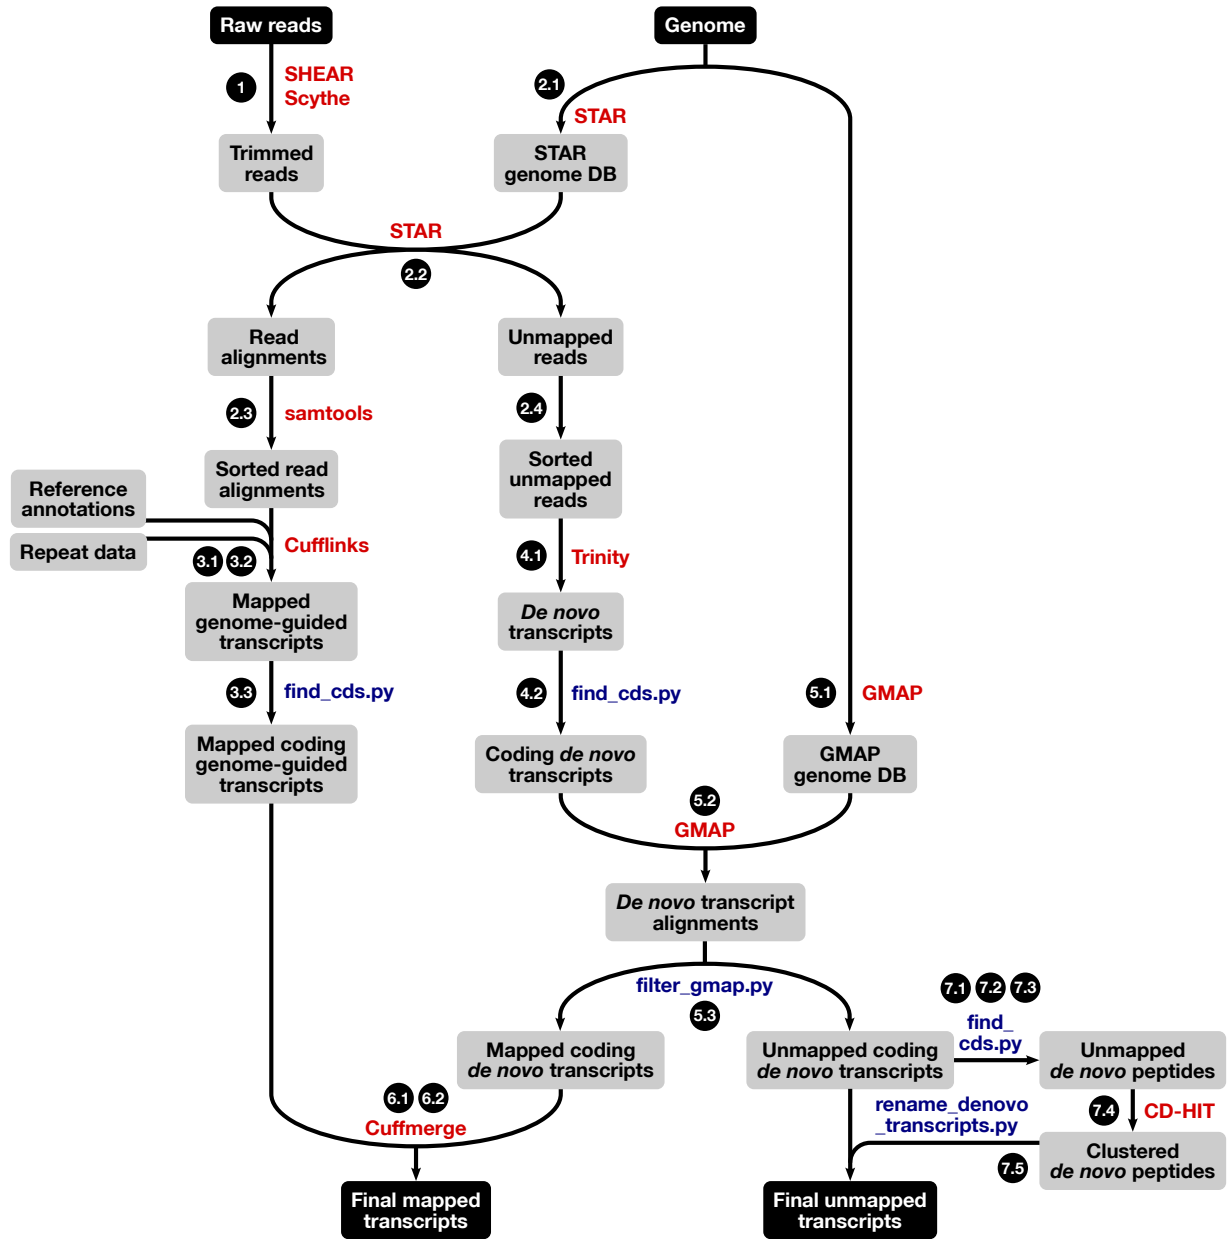 Raw reads
Genome
1
SHEAR
Scythe
2.1
STAR
Trimmed
reads
STAR
genome DB
STAR
2.2
Read
alignments
Unmapped
reads
2.3
samtools
2.4
Sorted read
alignments
Sorted
unmapped
reads
Reference
annotations
Repeat data
Cufflinks
3.1
3.2
4.1
Trinity
Mapped
genome-guided
transcripts
De novo
transcripts
3.3
find_cds.py
4.2
find_cds.py
5.1
GMAP
Mapped coding
genome-guided
transcripts
Coding de novo
transcripts
GMAP
genome DB
5.2
GMAP
De novo transcript
alignments
filter_gmap.py
5.3
7.1
7.2
7.3
find_
cds.py
Mapped coding
de novo transcripts
Unmapped coding
de novo transcripts
Unmapped
de novo peptides
6.1
6.2
Cuffmerge
rename_denovo
_transcripts.py
7.4
CD-HIT
7.5
Clustered
de novo peptides
Final mapped
transcripts
Final unmapped
transcripts